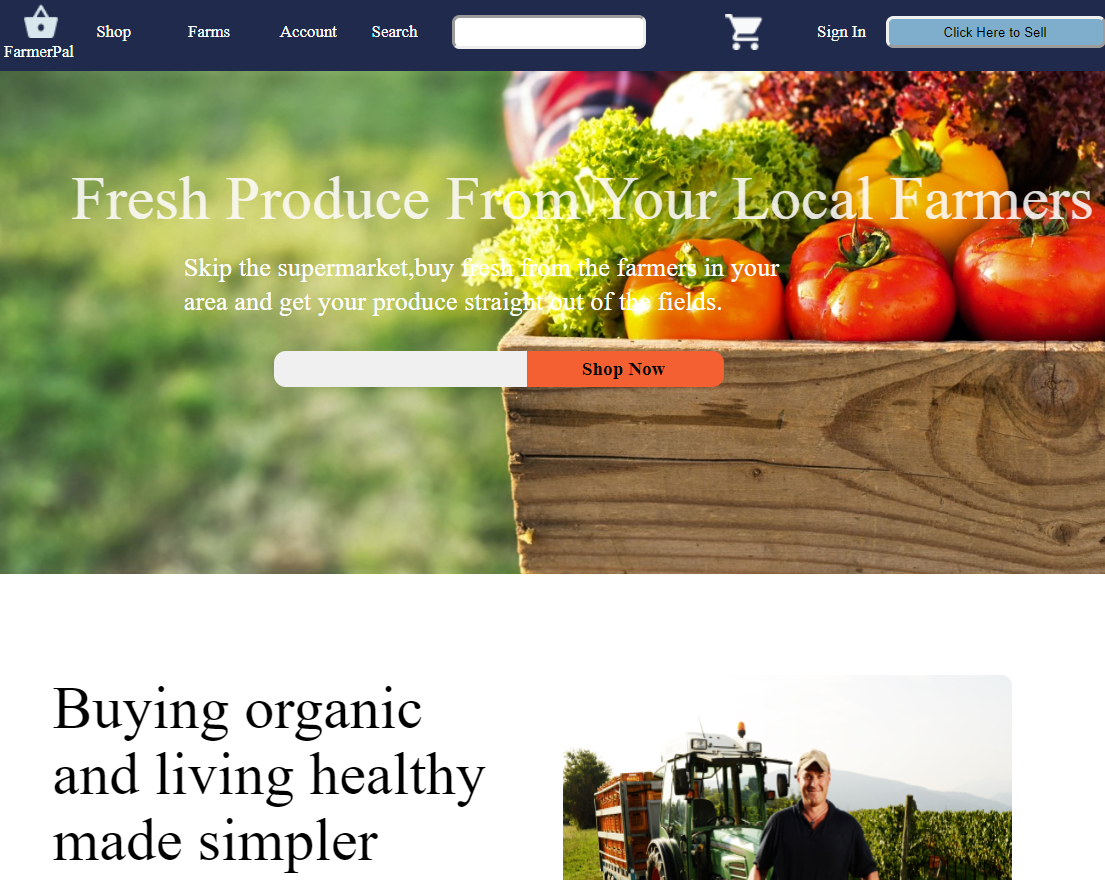 FarmerPal
Shop
Farms
Account
Search
Sign In
Click Here to Sell
Fresh Produce From Your Local Farmers
Skip the supermarket,buy fresh from the farmers in your
area and get your produce straight out of the fields.
Shop Now
Buying organic
and living healthy
made simpler